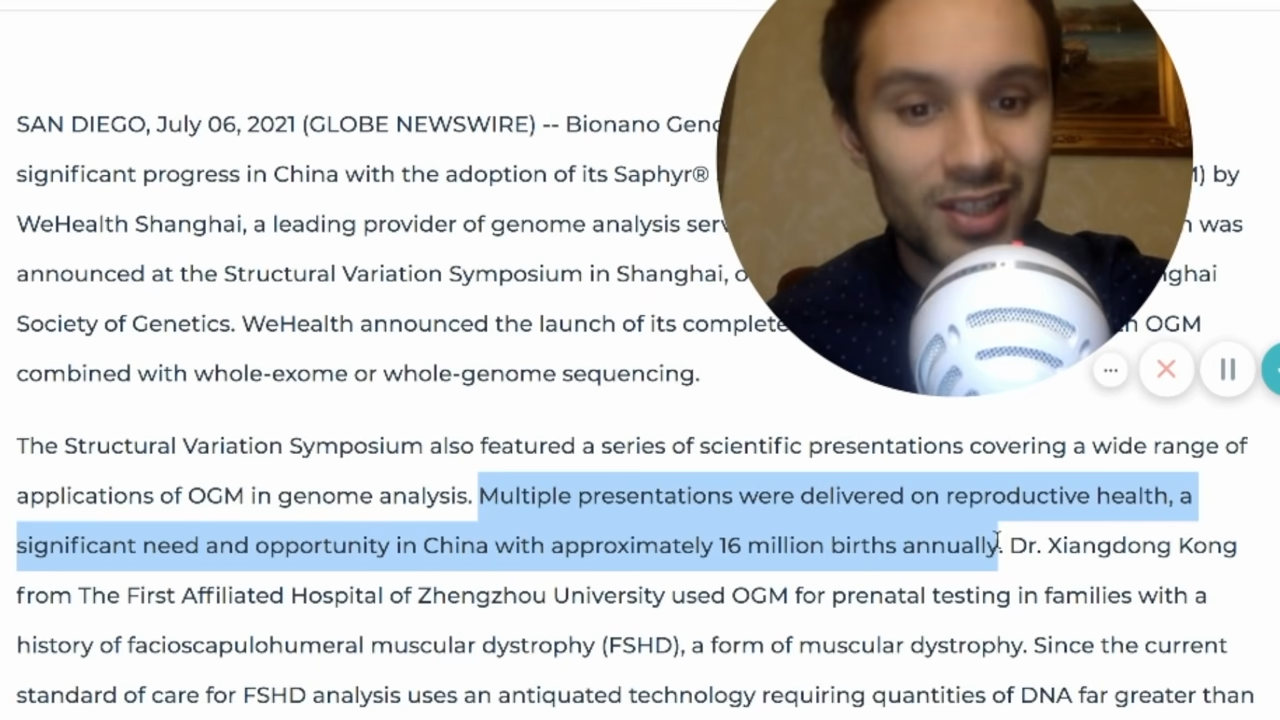 SAN DIEGO, July 06, 2021 (GLOBE NEWSWIRE) -- Bionano
significant progress in China with the adoption of its Saphyr® by
WeHealth Shanghai, a leading provider of genome analysis was
announced at the Structural Variation Symposium in Shanghai,
Society of Genetics. WeHealth announced the launch of its complete OGM
combined with whole-exome or whole-genome sequencing.
The Structural Variation Symposium also featured a series of scientific presentations covering a wide range of
applications of OGM in genome analysis. Multiple presentations were delivered on reproductive health, a
significant need and opportunity in China with approximately 16 million births annually. Dr. Xiangdong Kong
from The First Affiliated Hospital of Zhengzhou University used OGM for prenatal testing in families with a
history of facioscapulohumeral muscular dystrophy (FSHD), a form of muscular dystrophy. Since the current
standard of care for FSHD analysis uses an antiquated technology requiring quantities of DNA far greater than